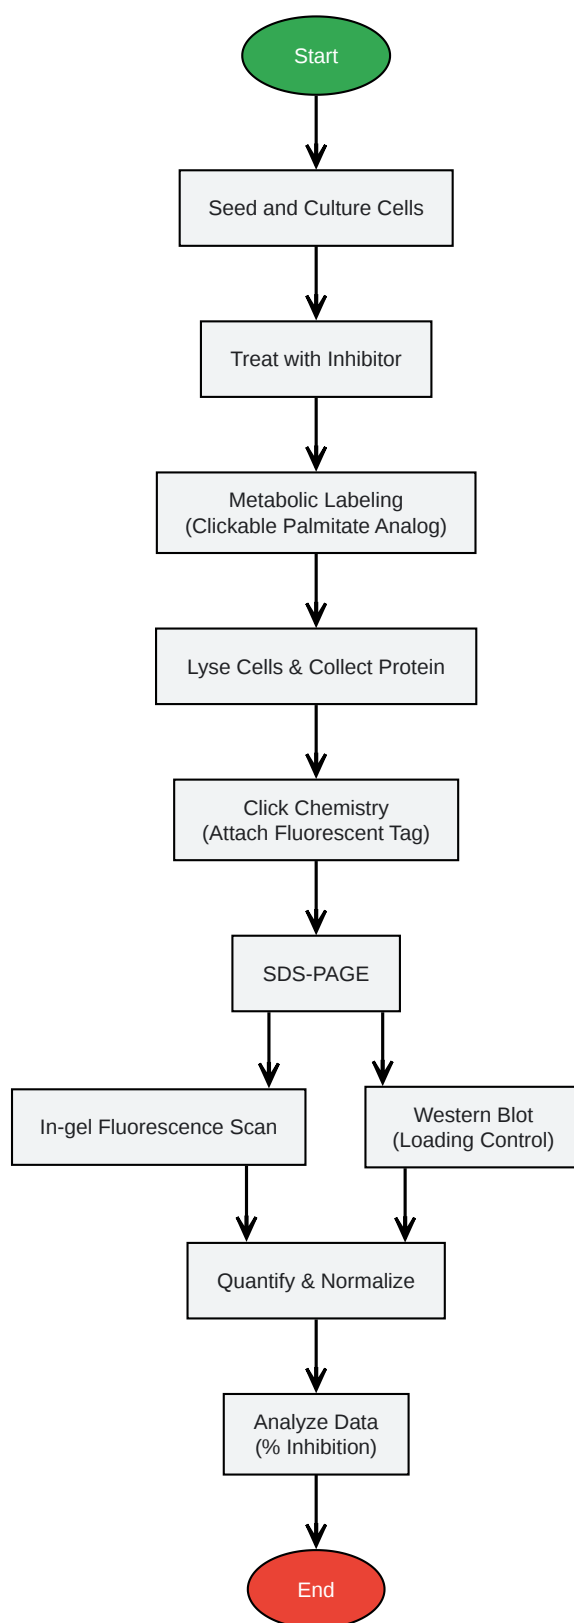 Start
Seed and Culture Cells
Treat with Inhibitor
Metabolic Labeling
(Clickable Palmitate Analog)
Lyse Cells & Collect Protein
Click Chemistry
(Attach Fluorescent Tag)
SDS-PAGE
In-gel Fluorescence Scan
Western Blot
(Loading Control)
Quantify & Normalize
Analyze Data
(% Inhibition)
End